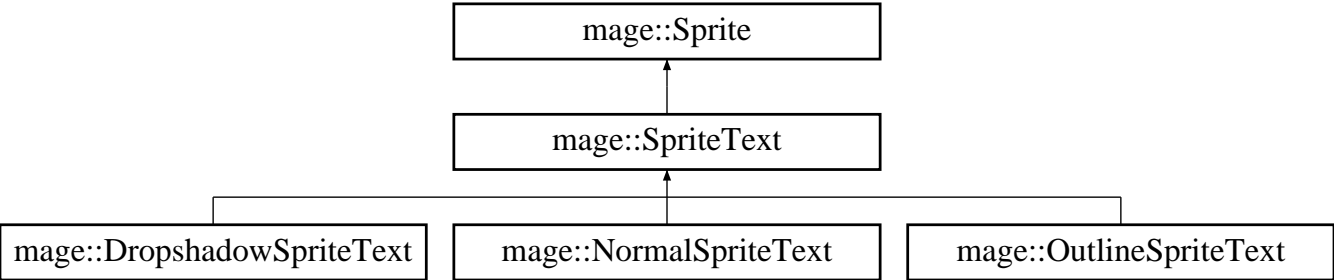 mage::Sprite
mage::SpriteText
mage::DropshadowSpriteText
mage::NormalSpriteText
mage::OutlineSpriteText